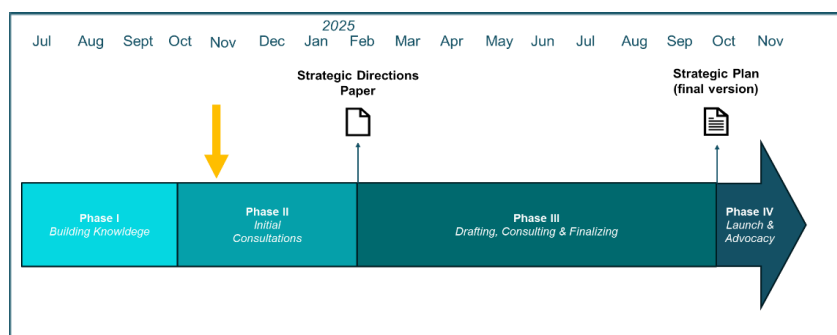 2025
Jul Aug Sept Oct Nov Dec Jan Feb Mar Apr May Jun Jul Aug Sep Oct Nov
Strategic Directions
Paper
Strategic Plan
(final version)
Phase I
Building Knowldege
Phase II
Initial
Consultations
Phase III
Drafting, Consulting & Finalizing
Phase IV
Launch &
Advocacy